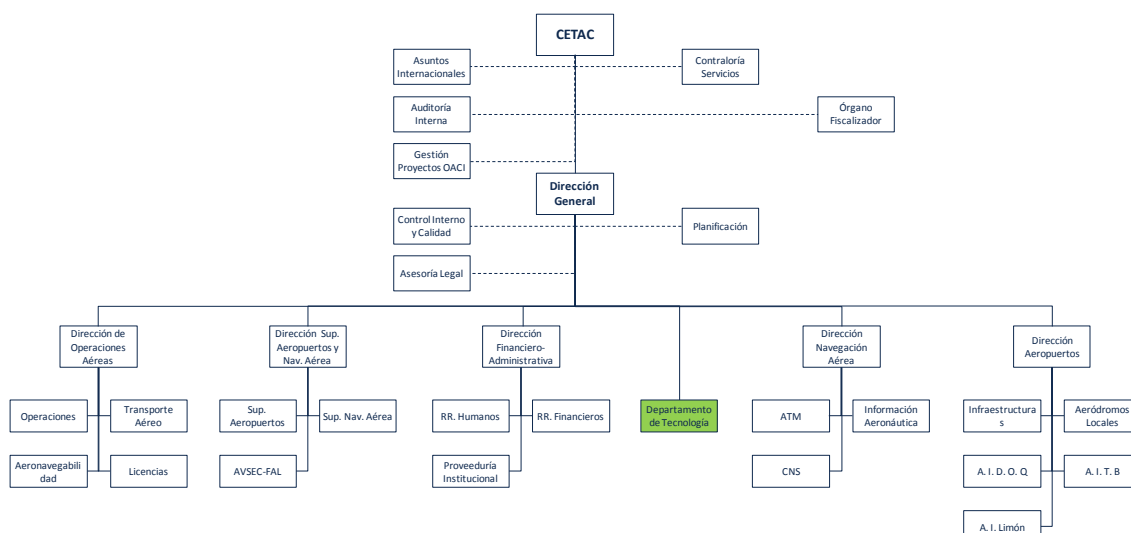 CETAC
Asuntos
Internacionales
Contraloría
Servicios
Auditoría
Interna
Órgano
Fiscalizador
Gestión
Proyectos OACI
Dirección
General
Control Interno
y Calidad
Planificación
Asesoría Legal
Dirección de
Operaciones
Aéreas
Dirección Sup.
Aeropuertos y
Nav. Aérea
Dirección
Financiero-
Administrativa
Dirección
Navegación
Aérea
Dirección
Aeropuertos
Operaciones
Transporte
Aéreo
Sup.
Aeropuertos
Sup. Nav. Aérea
RR. Humanos
RR. Financieros
Departamento
de Tecnología
ATM
Información
Aeronáutica
Infraestructura
s
Aeródromos
Locales
Aeronavegabili
dad
Licencias
AVSEC-FAL
Proveeduría
Institucional
CNS
A. I. D. O. Q
A. I. T. B
A. I. Limón